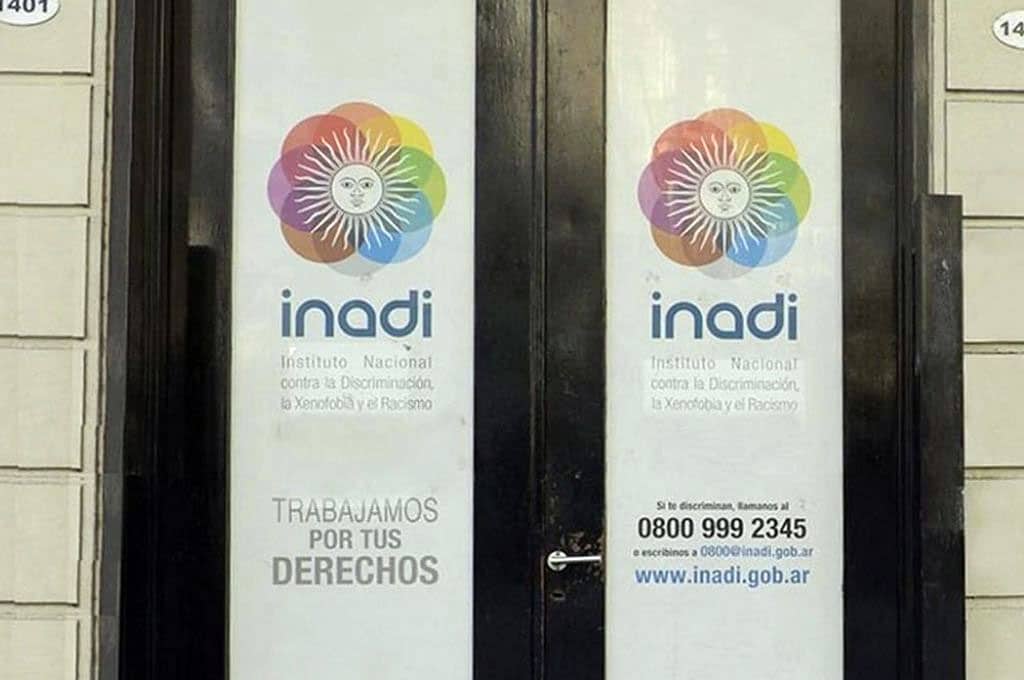 1401
inadi
Instituto Nacional
contra la Discriminación,
la Xenofobia y el Racismo
TRABAJAMOS
POR TUS
DERECHOS
inadi
Instituto Nacional
contra la Discriminación,
la Xenofobia y el Racismo
Si te discriminan, llamanos al
0800 999 2345
o escribinos a 0800@inadi.gob.ar
www.inadi.gob.ar